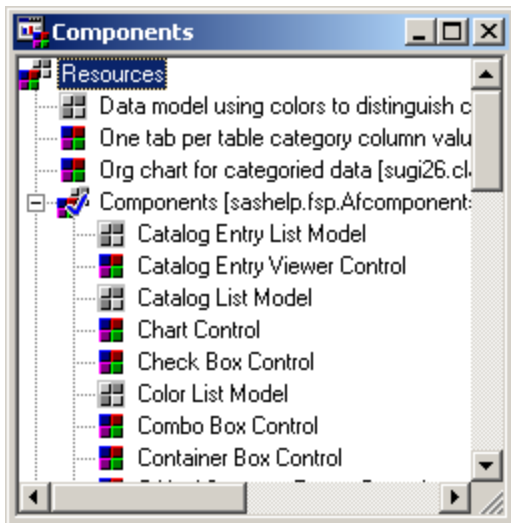 Components
Resources
Data model using colors to distinguish c
One tab per table category column valu
Org chart for categoried data [sugi26.cl
Components [sashelp.fsp.Afcomponent
Catalog Entry List Model
Catalog Entry Viewer Control
Catalog List Model
Chart Control
Check Box Control
Color List Model
Combo Box Control
Container Box Control